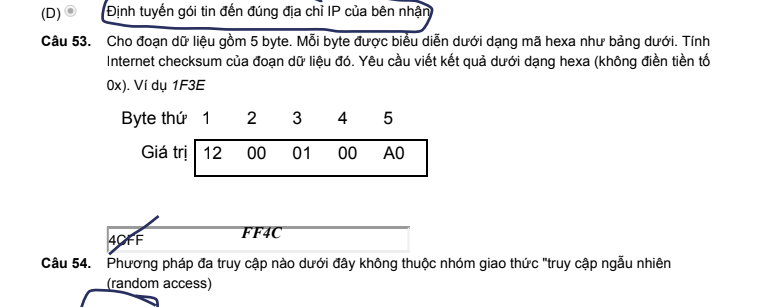 (D) Định tuyến gói tin đến đúng địa chỉ IP của bên nhận
Câu 53. Cho đoạn dữ liệu gồm 5 byte. Mỗi byte được biểu diễn dưới dạng mã hexa như bảng dưới. Tính
Internet checksum của đoạn dữ liệu đó. Yêu cầu viết kết quả dưới dạng hexa (không điền tiền tố
0x). Ví dụ 1F3E
Byte thứ 1 2 3 4 5
Giá trị 12 00 01 00 A0
4CFF FF4C
Câu 54. Phương pháp đa truy cập nào dưới đây không thuộc nhóm giao thức "truy cập ngẫu nhiên
(random access)